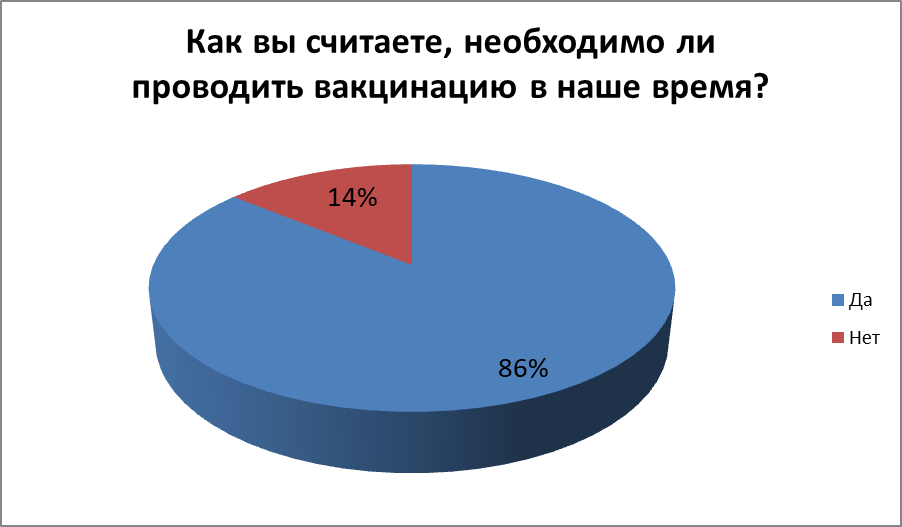 Как вы считаете, необходимо ли
проводить вакцинацию в наше время?
14%
86%
Да
Нет